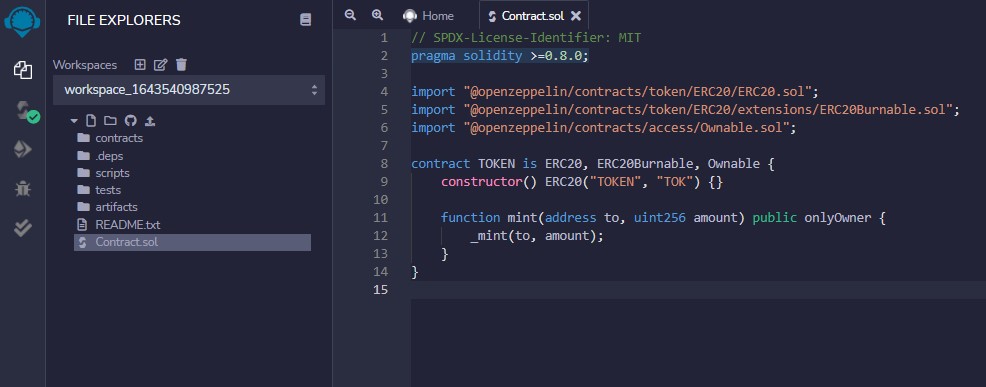 FILE EXPLORERS
Workspaces
workspace_1643540987525
contracts
.deps
scripts
tests
artifacts
README.txt
Contract.sol
Home
Contract.sol
1 // SPDX-License-Identifier: MIT
2 pragma solidity >=0.8.0;
3
4 import "@openzeppelin/contracts/token/ERC20/ERC20.sol";
5 import "@openzeppelin/contracts/token/ERC20/extensions/ERC20Burnable.sol";
6 import "@openzeppelin/contracts/access/Ownable.sol";
7
8 contract TOKEN is ERC20, ERC20Burnable, Ownable {
9     constructor() ERC20("TOKEN", "TOK") {}
10
11     function mint(address to, uint256 amount) public onlyOwner {
12         _mint(to, amount);
13     }
14 }
15